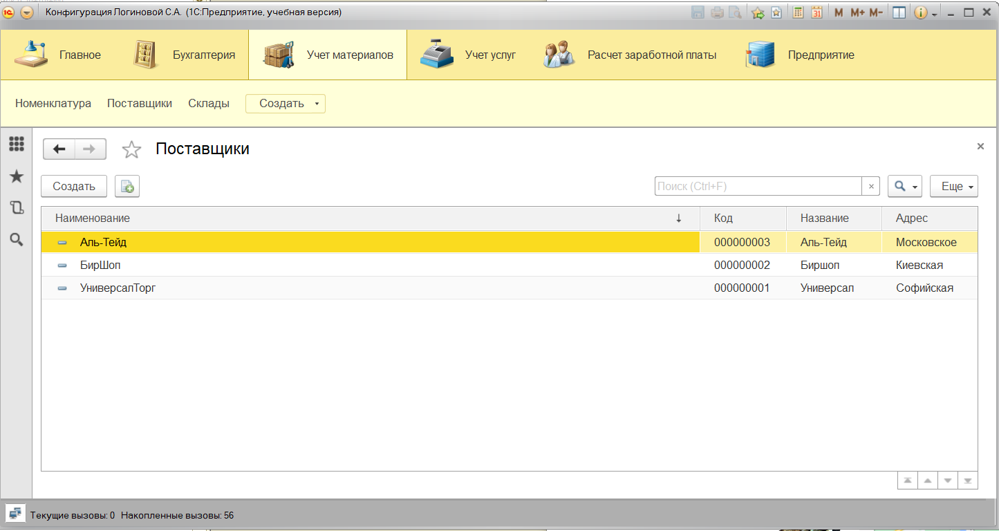 Конфигурация Логиновой С.А. (1С:Предприятие, учебная версия)
M M+ M-
31
Главное Бухгалтерия Учет материалов Учет услуг Расчет заработной платы Предприятие
Номенклатура Поставщики Склады Создать
Поставщики
Создать Поиск (Ctrl+F) Еще
Наименование Код Название Адрес
Аль-Тейд 000000003 Аль-Тейд Московское
БирШоп 000000002 Биршоп Киевская
УниверсалТорг 000000001 Универсал Софийская
Текущие вызовы: 0 Накопленные вызовы: 56